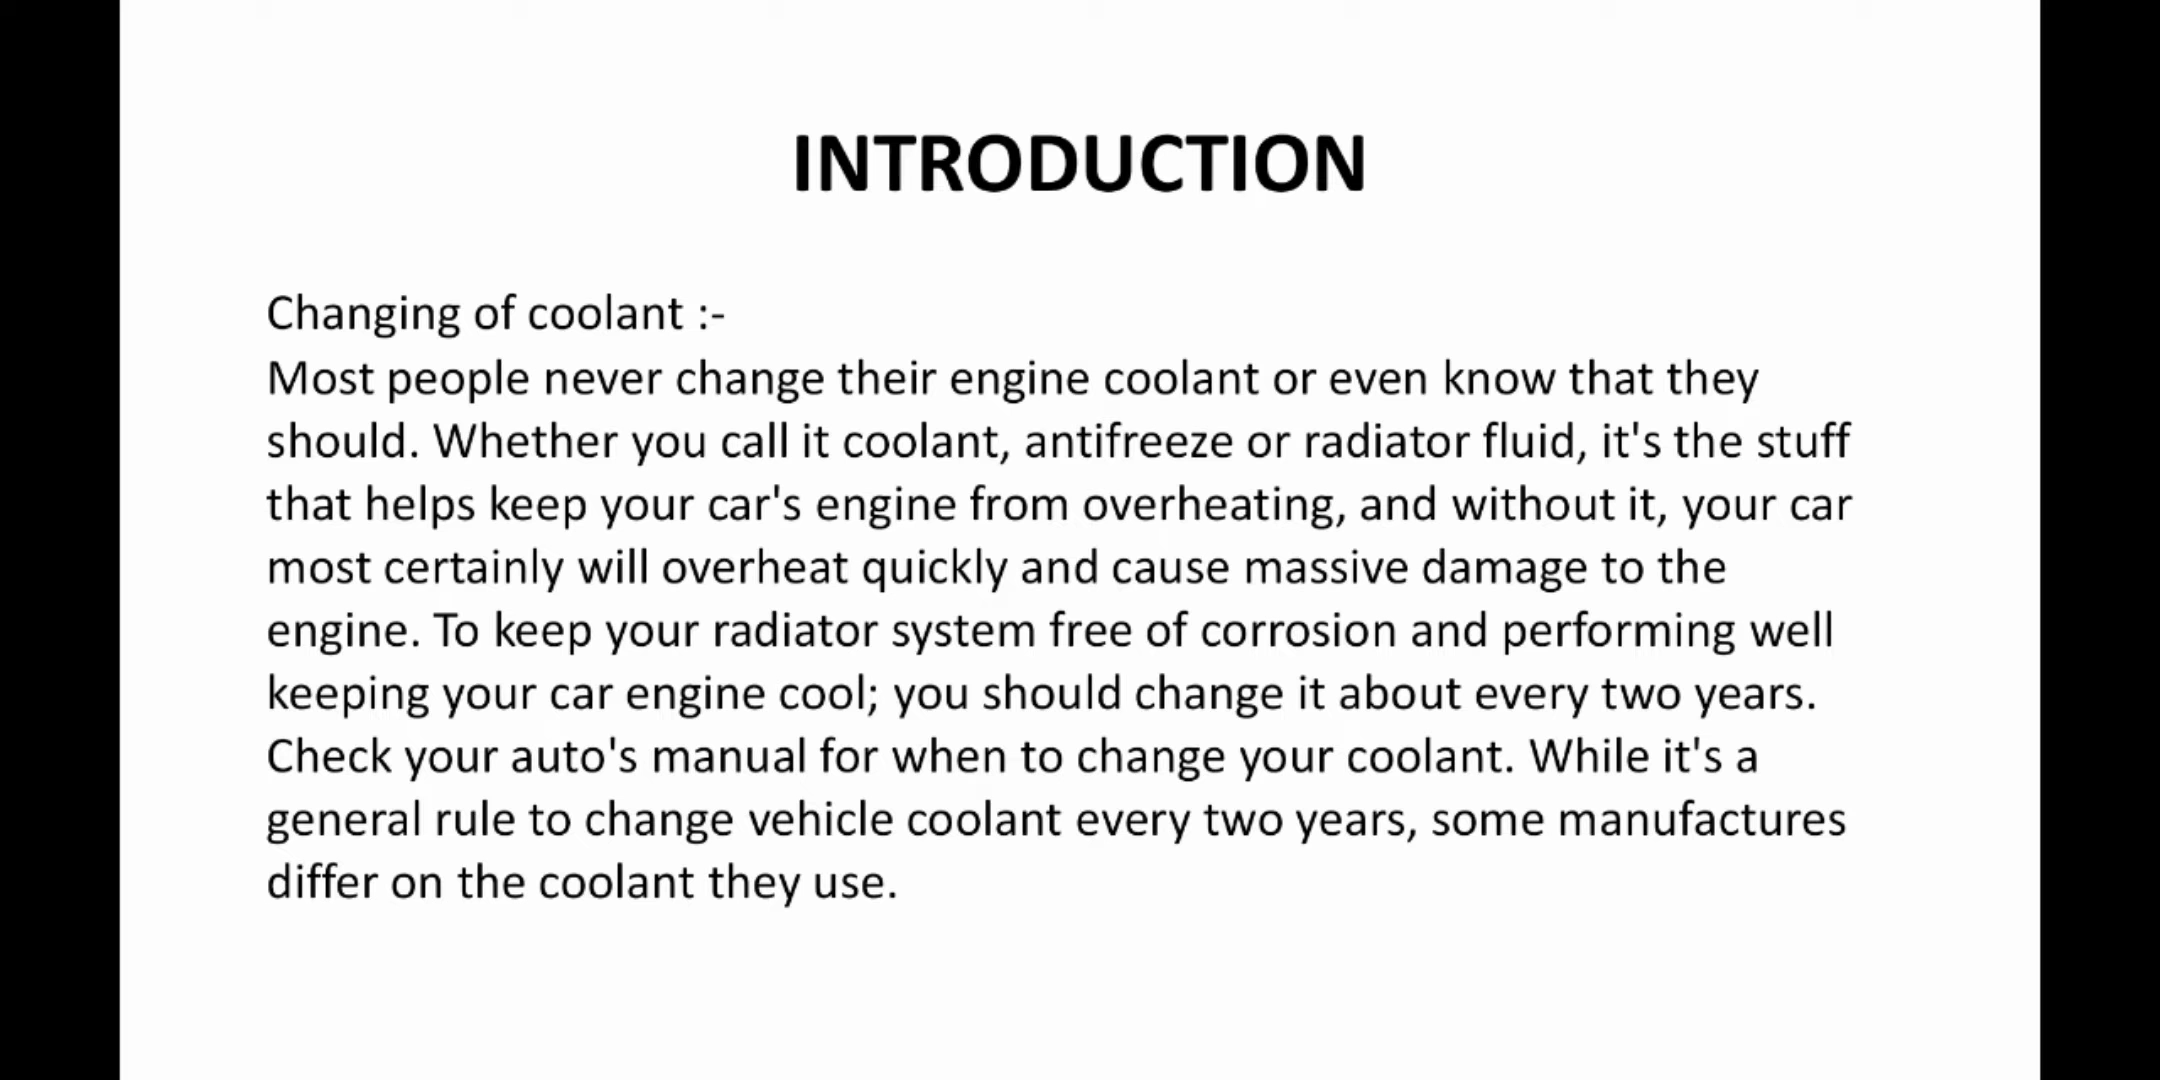 INTRODUCTION
Changing of coolant :-
Most people never change their engine coolant or even know that they
should. Whether you call it coolant, antifreeze or radiator fluid, it's the stuff
that helps keep your car's engine from overheating, and without it, your car
most certainly will overheat quickly and cause massive damage to the
engine. To keep your radiator system free of corrosion and performing well
keeping your car engine cool; you should change it about every two years.
Check your auto's manual for when to change your coolant. While it's a
general rule to change vehicle coolant every two years, some manufactures
differ on the coolant they use.